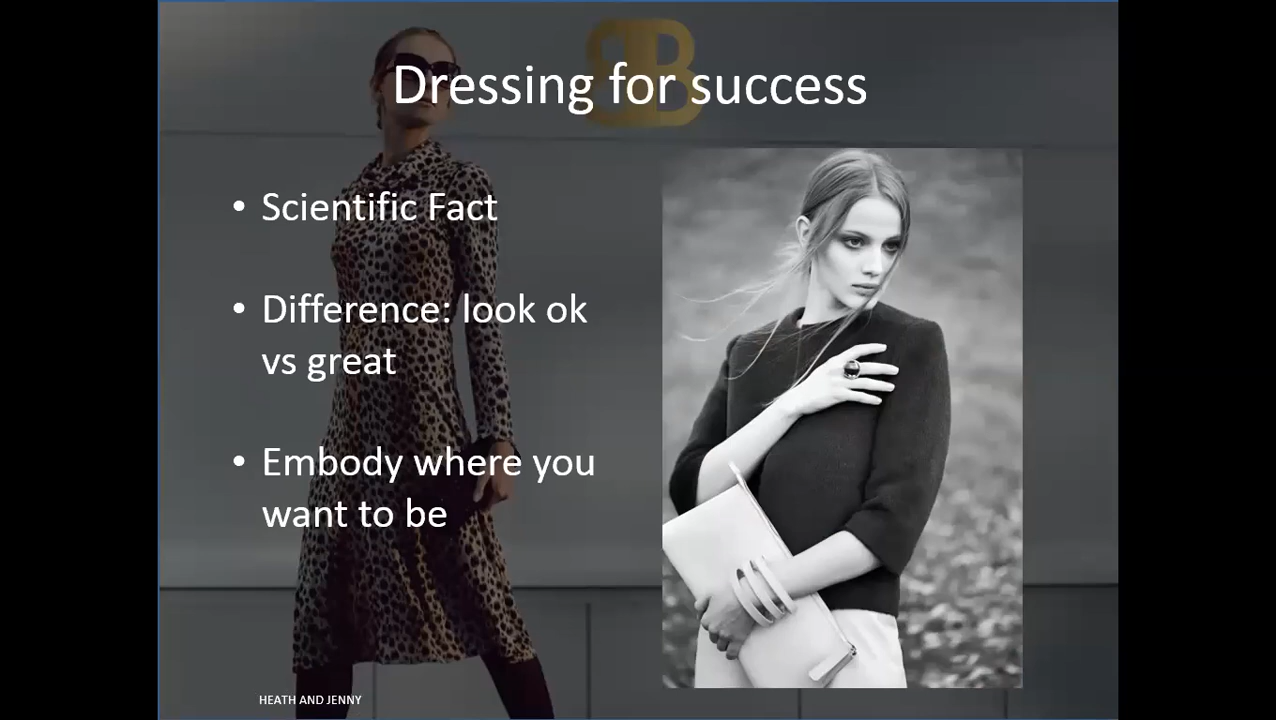 Dressing for success
• Scientific Fact
• Difference: look ok
vs great
• Embody where you
want to be
HEATH AND JENNY